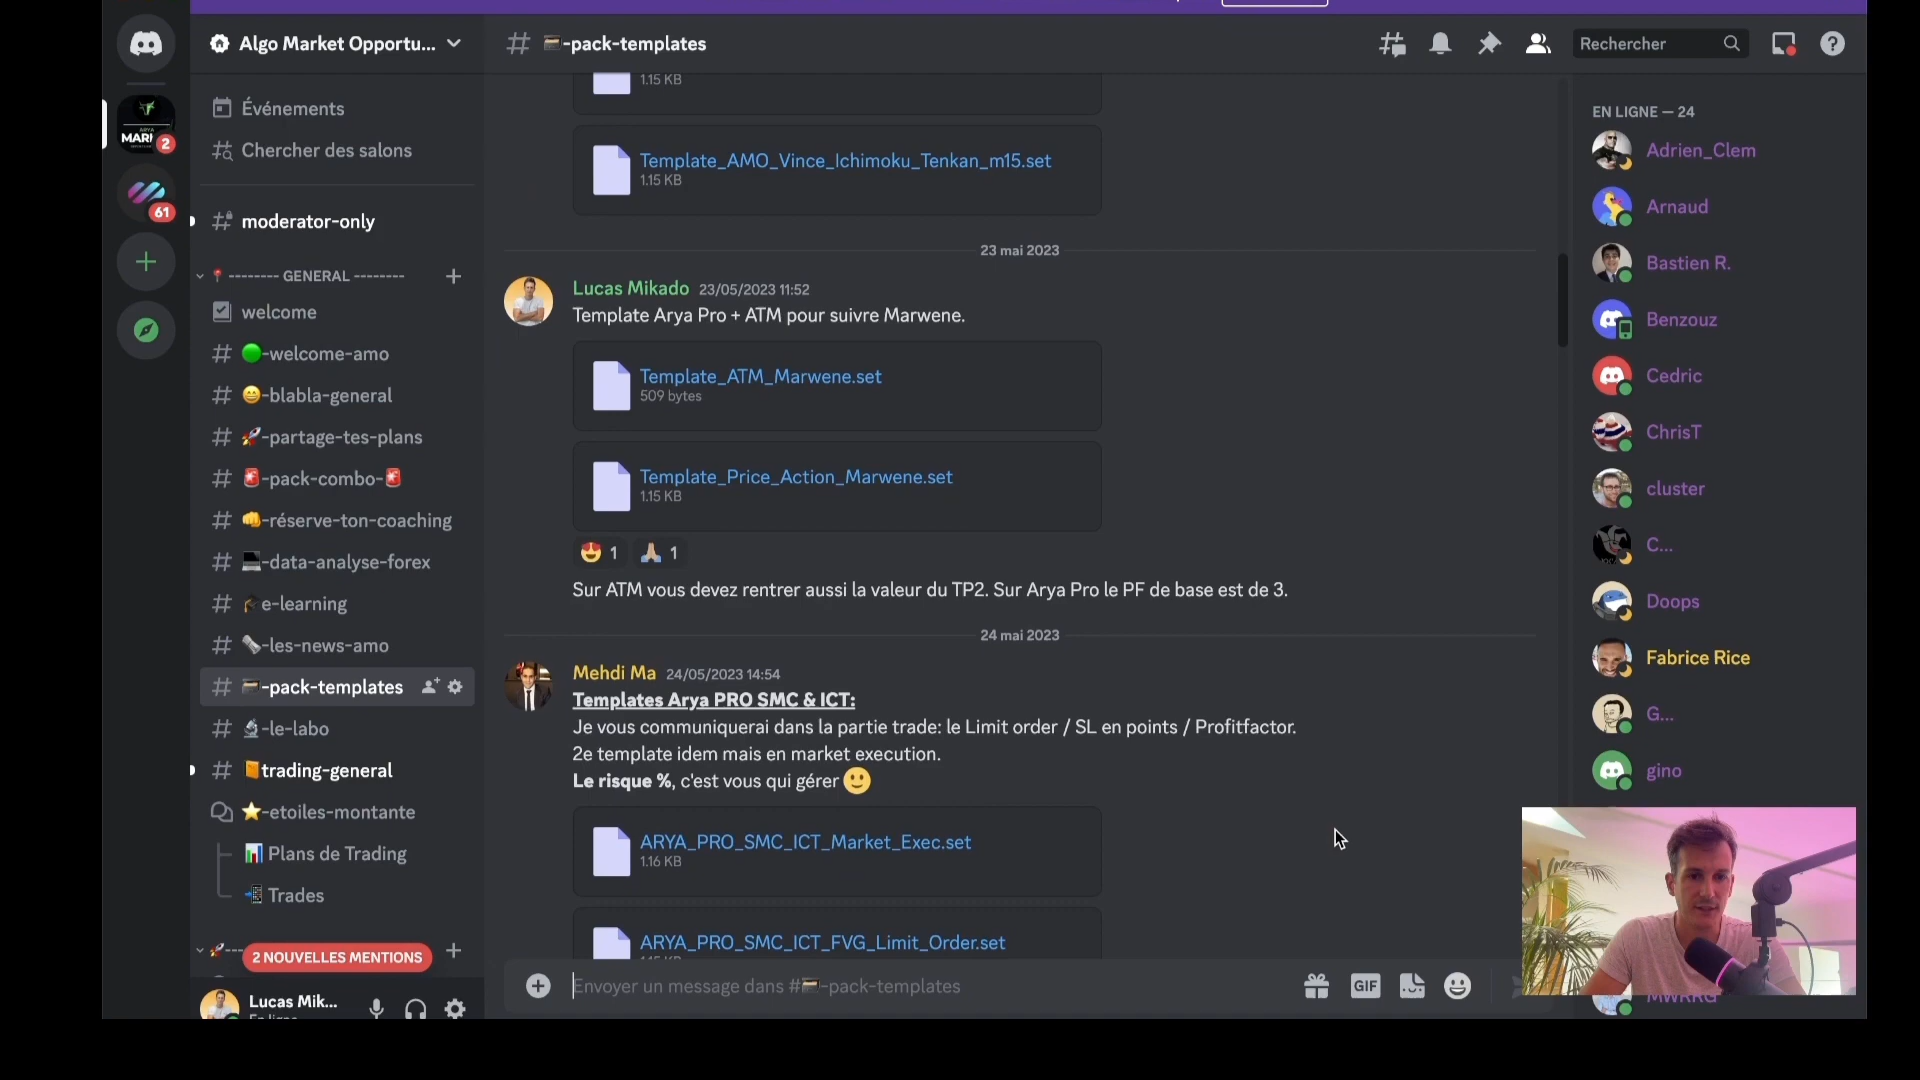 Algo Market Opportu...
-pack-templates
Rechercher
Événements
Chercher des salons
moderator-only
-------- GENERAL --------
welcome
-welcome-amo
-blabla-general
-partage-tes-plans
-pack-combo-
-réserve-ton-coaching
-data-analyse-forex
e-learning
-les-news-amo
-pack-templates
-le-labo
trading-general
-etoiles-montante
Plans de Trading
Trades
2 NOUVELLES MENTIONS
Lucas Mik...
MARK
2
61
1.15 KB
Template_AMO_Vince_Ichimoku_Tenkan_m15.set
1.15 KB
23 mai 2023
Lucas Mikado 23/05/2023 11:52
Template Arya Pro + ATM pour suivre Marwene.
Template_ATM_Marwene.set
509 bytes
Template_Price_Action_Marwene.set
1.15 KB
1 1
Sur ATM vous devez rentrer aussi la valeur du TP2. Sur Arya Pro le PF de base est de 3.
24 mai 2023
Mehdi Ma 24/05/2023 14:54
Templates Arya PRO SMC & ICT:
Je vous communiquerai dans la partie trade: le Limit order / SL en points / Profitfactor.
2e template idem mais en market execution.
Le risque %, c'est vous qui gérer
ARYA_PRO_SMC_ICT_Market_Exec.set
1.16 KB
ARYA_PRO_SMC_ICT_FVG_Limit_Order.set
Envoyer un message dans #-pack-templates
GIF
EN LIGNE — 24
Adrien_Clem
Arnaud
Bastien R.
Benzouz
Cedric
ChrisT
cluster
C...
Doops
Fabrice Rice
G...
gino